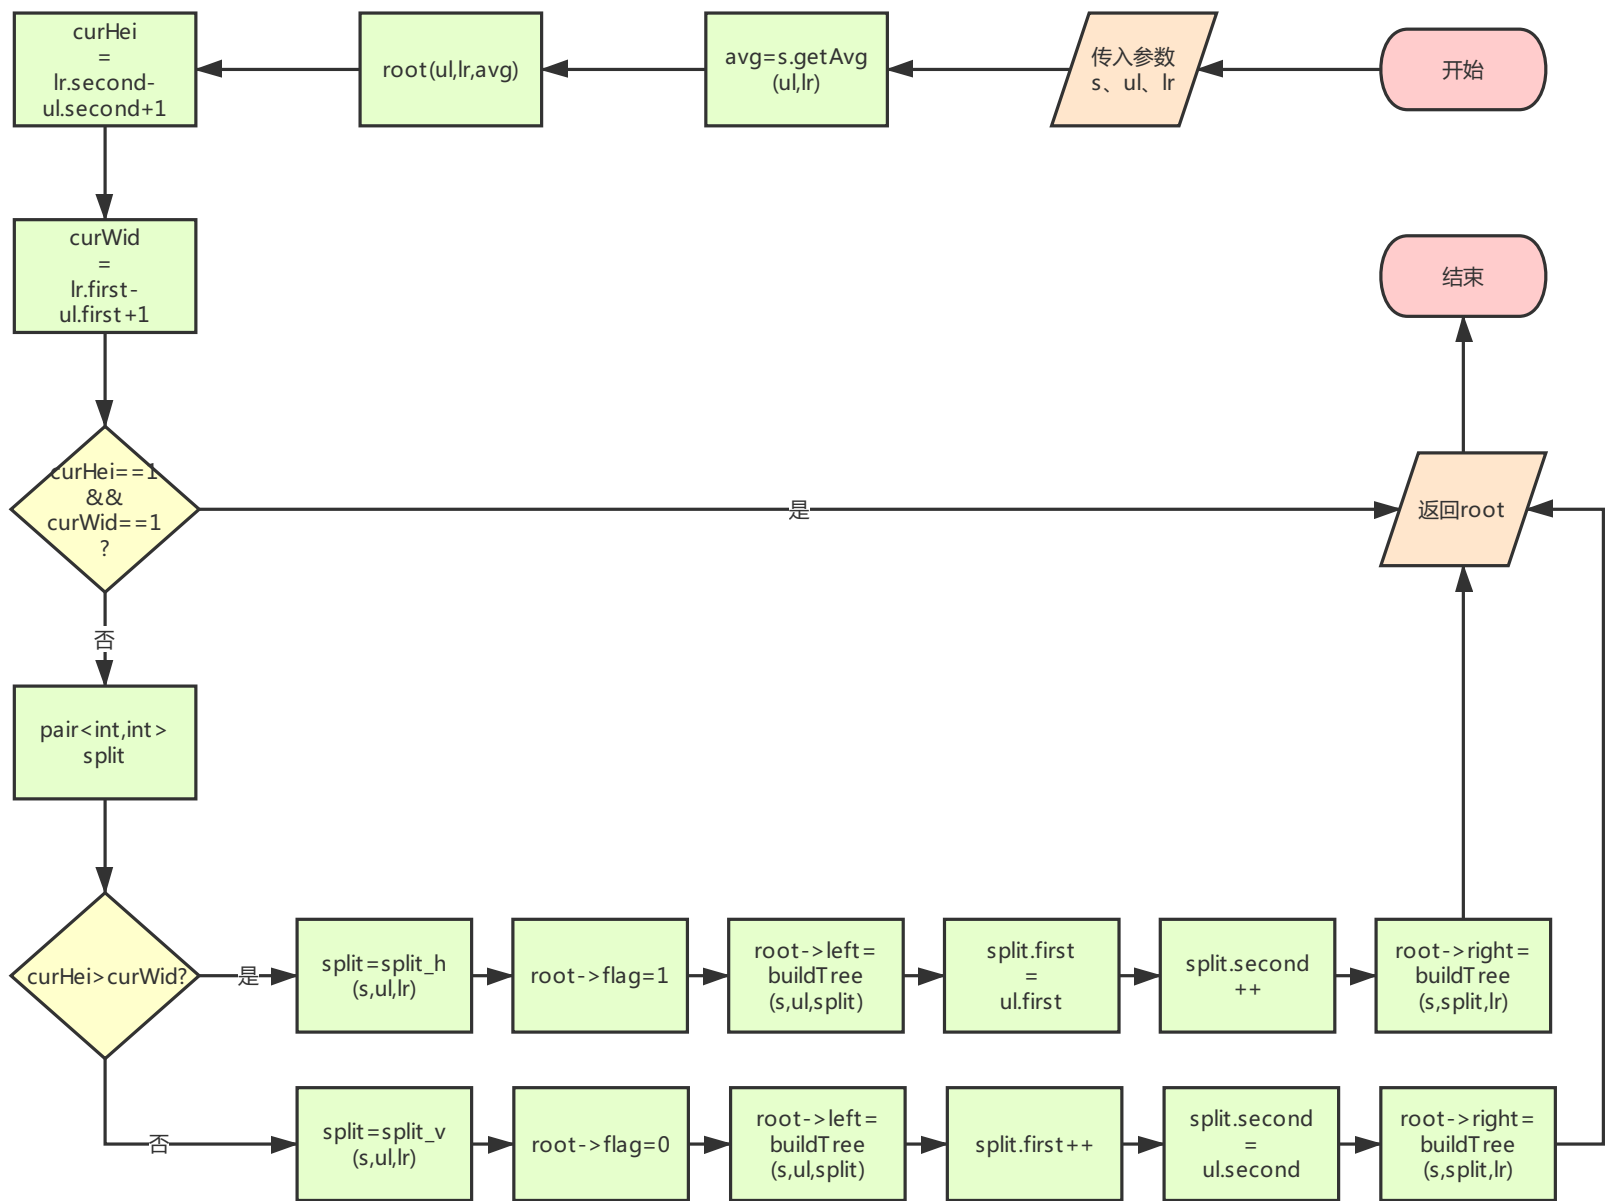 开始
传入参数
s、ul、lr
avg=s.getAvg
(ul,lr)
root(ul,lr,avg)
curHei
=
lr.second-
ul.second+1
curWid
=
lr.first-
ul.first+1
curHei==1
&&
curWid==1
?
是
返回root
结束
否
pair<int,int>
split
curHei>curWid?
是
split=split_h
(s,ul,lr)
root->flag=1
root->left=
buildTree
(s,ul,split)
split.first
=
ul.first
split.second
++
root->right=
buildTree
(s,split,lr)
否
split=split_v
(s,ul,lr)
root->flag=0
root->left=
buildTree
(s,ul,split)
split.first++
split.second
=
ul.second
root->right=
buildTree
(s,split,lr)